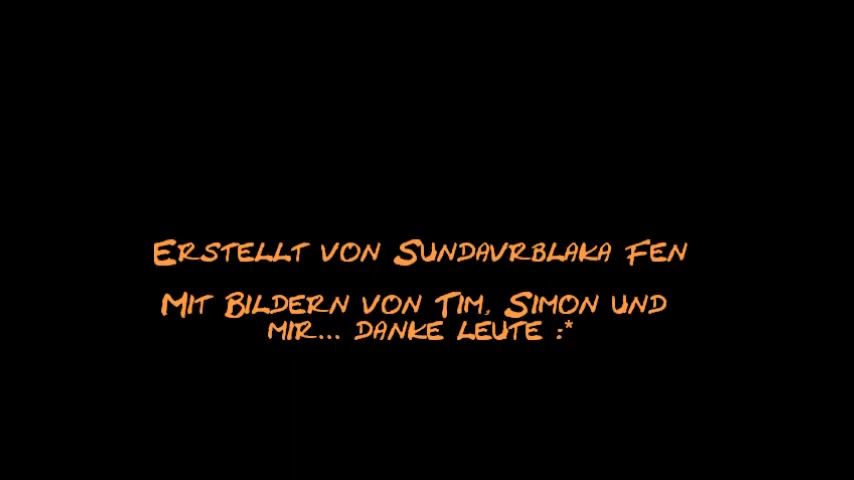 Erstellt von Sundavrblaka Fen
Mit Bildern von Tim, Simon und
mir... danke leute :*